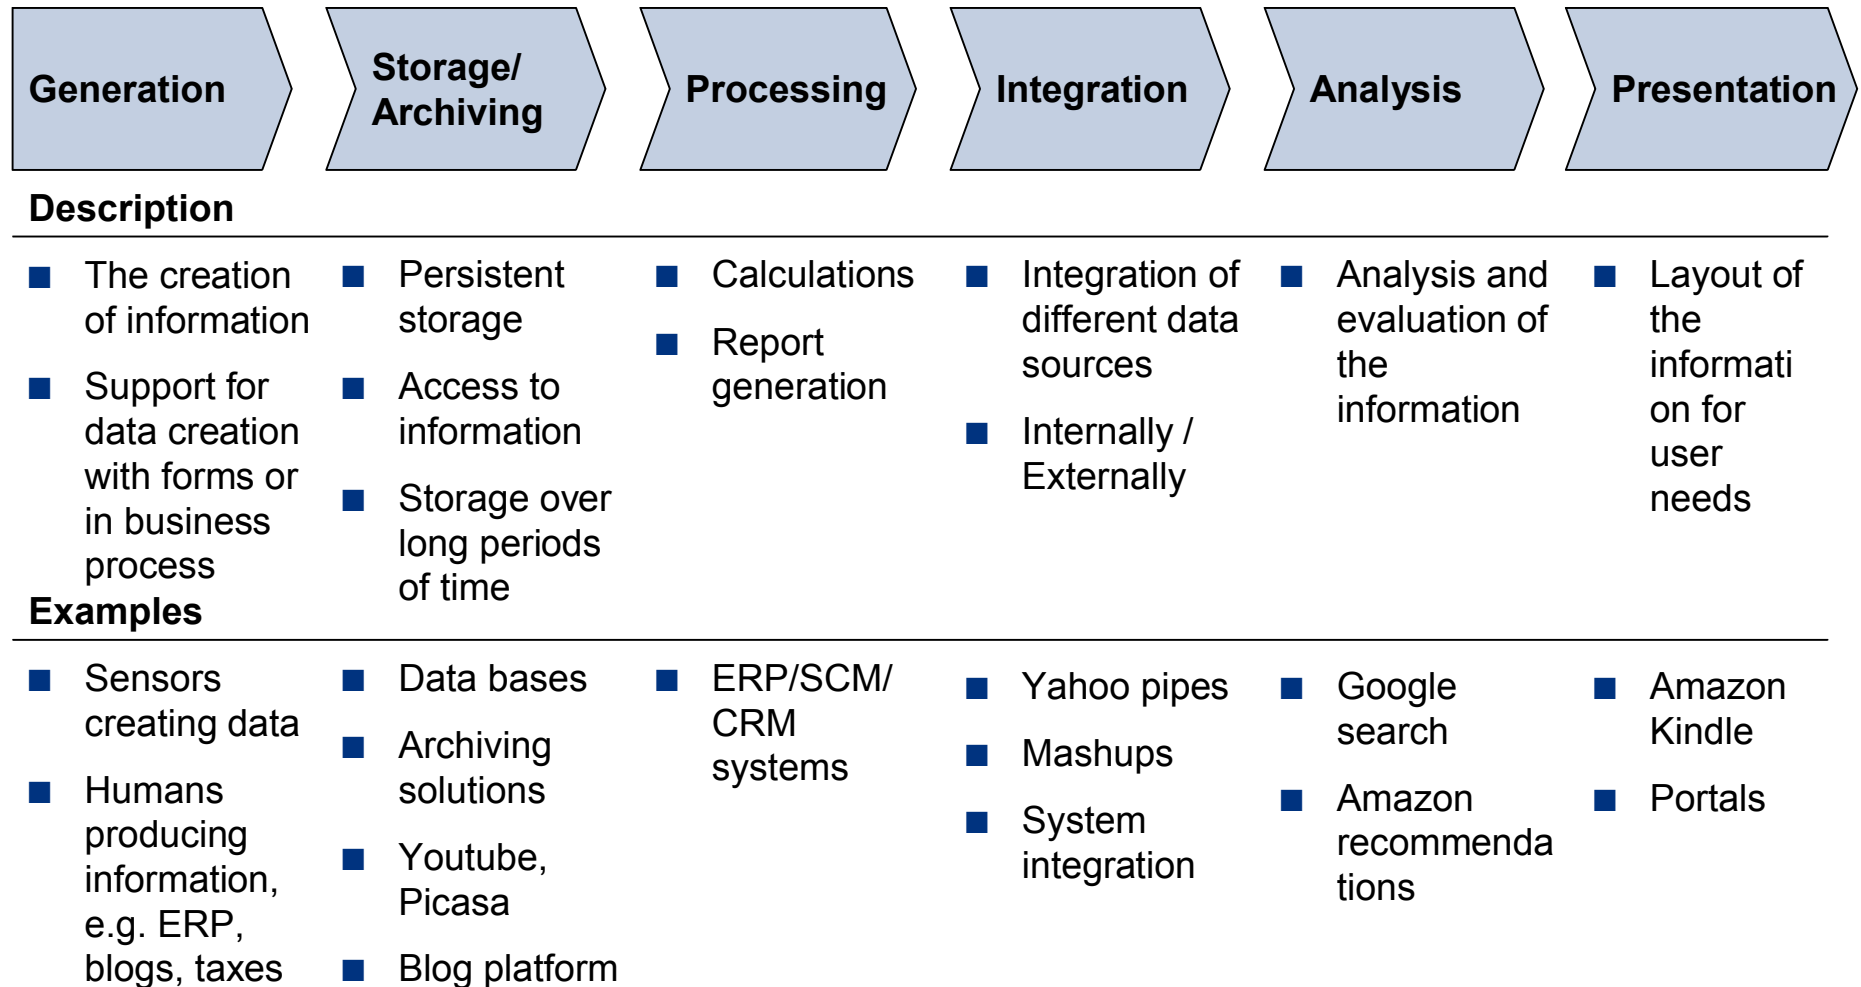 Generation
Storage/
Archiving
Processing
Integration
Analysis
Presentation
Description
The creation
of information
Support for
data creation
with forms or
in business
process
Persistent
storage
Access to
information
Storage over
long periods
of time
Calculations
Report
generation
Integration of
different data
sources
Internally /
Externally
Analysis and
evaluation of
the
information
Layout of
the
informati
on for
user
needs
Examples
Sensors
creating data
Humans
producing
information,
e.g. ERP,
blogs, taxes
Data bases
Archiving
solutions
Youtube,
Picasa
Blog platform
ERP/SCM/
CRM
systems
Yahoo pipes
Mashups
System
integration
Google
search
Amazon
recommenda
tions
Amazon
Kindle
Portals